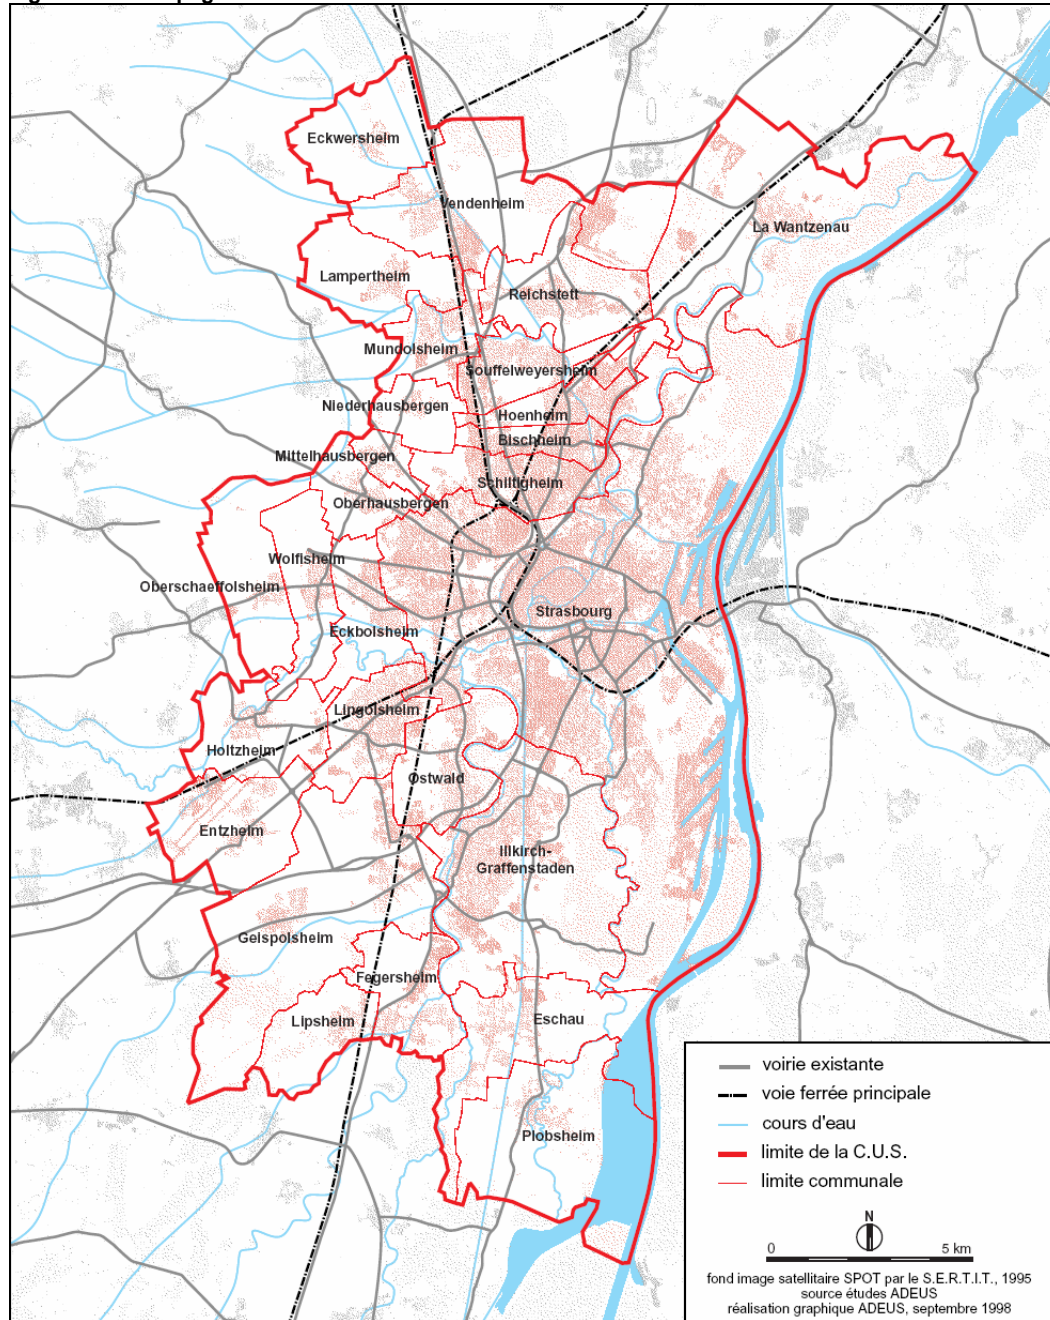 Eckwersheim
Vendenheim
La Wantzenau
Lampertheim
Reichstett
Mundolsheim
Souffelweyersheim
Niederhausbergen
Hoenheim
Bischheim
Mittelhausbergen
Schiltigheim
Oberhausbergen
Wolfisheim
Oberschaeffolsheim
Strasbourg
Eckbolsheim
Lingolsheim
Holtzheim
Ostwald
Entzheim
Illkirch-
Graffenstaden
Geispolsheim
Fegersheim
Lipsheim
Eschau
Plobsheim
voirie existante
voie ferrée principale
cours d'eau
limite de la C.U.S.
limite communale
N
0 5 km
fond image satellitaire SPOT par le S.E.R.T.I.T., 1995
source études ADEUS
réalisation graphique ADEUS, septembre 1998